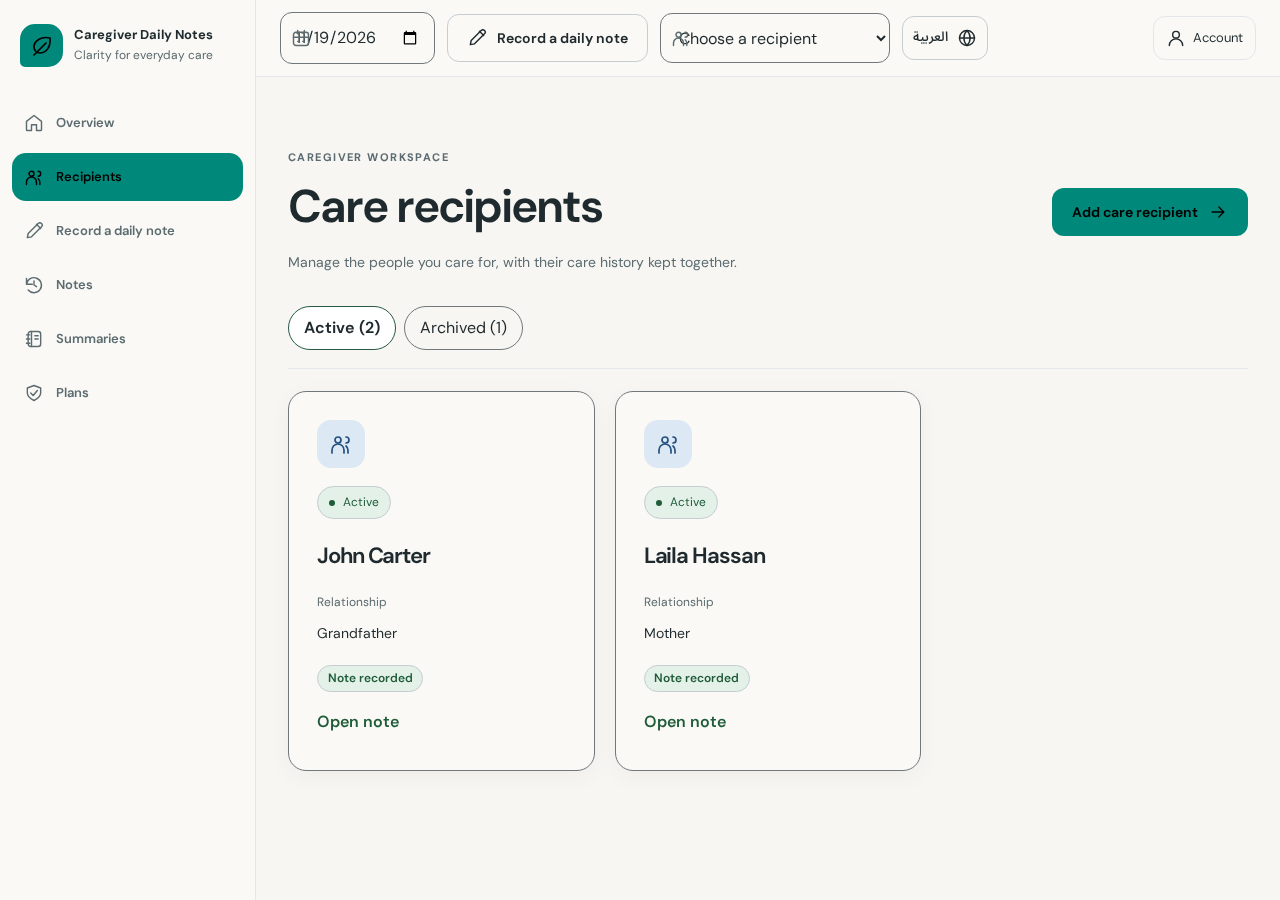 Caregiver Daily Notes
Clarity for everyday care
Overview
Recipients
Record a daily note
Notes
Summaries
Plans
/19/2026
Record a daily note
Choose a recipient
العربية
Account
CAREGIVER WORKSPACE
Care recipients
Add care recipient
Manage the people you care for, with their care history kept together.
Active (2)
Archived (1)
Active
John Carter
Relationship
Grandfather
Note recorded
Open note
Active
Laila Hassan
Relationship
Mother
Note recorded
Open note